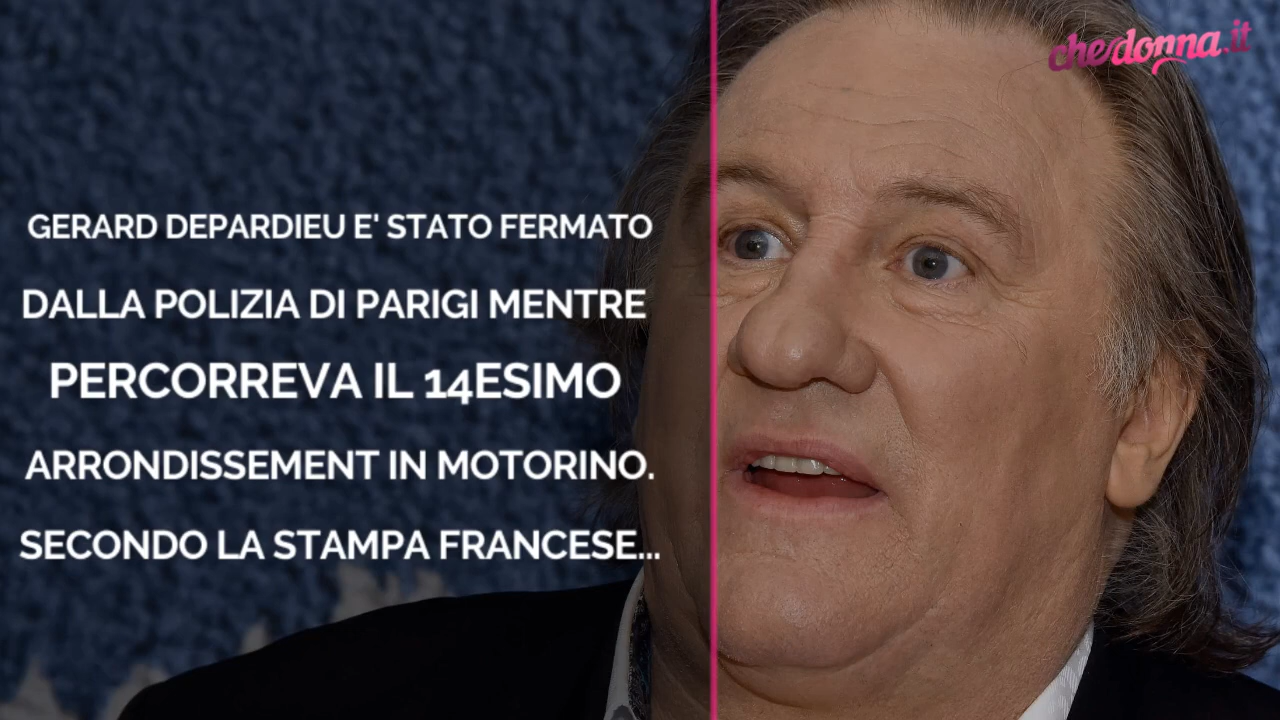 chedonna.it
GERARD DEPARDIEU E' STATO FERMATO
DALLA POLIZIA DI PARIGI MENTRE
PERCORREVA IL 14ESIMO
ARRONDISSEMENT IN MOTORINO.
SECONDO LA STAMPA FRANCESE...